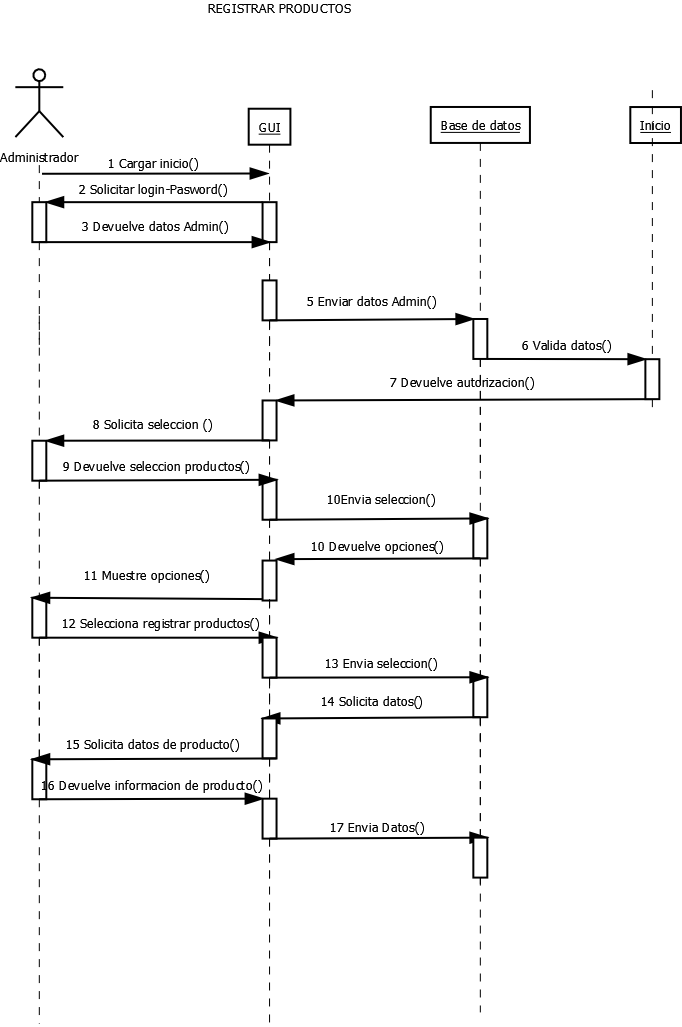 REGISTRAR PRODUCTOS
GUI
Base de datos
Inicio
Administrador
1 Cargar inicio()
2 Solicitar login-Pasword()
3 Devuelve datos Admin()
5 Enviar datos Admin()
6 Valida datos()
7 Devuelve autorizacion()
8 Solicita seleccion ()
9 Devuelve seleccion productos()
10Envia seleccion()
10 Devuelve opciones()
11 Muestre opciones()
12 Selecciona registrar productos()
13 Envia seleccion()
14 Solicita datos()
15 Solicita datos de producto()
16 Devuelve informacion de producto()
17 Envia Datos()